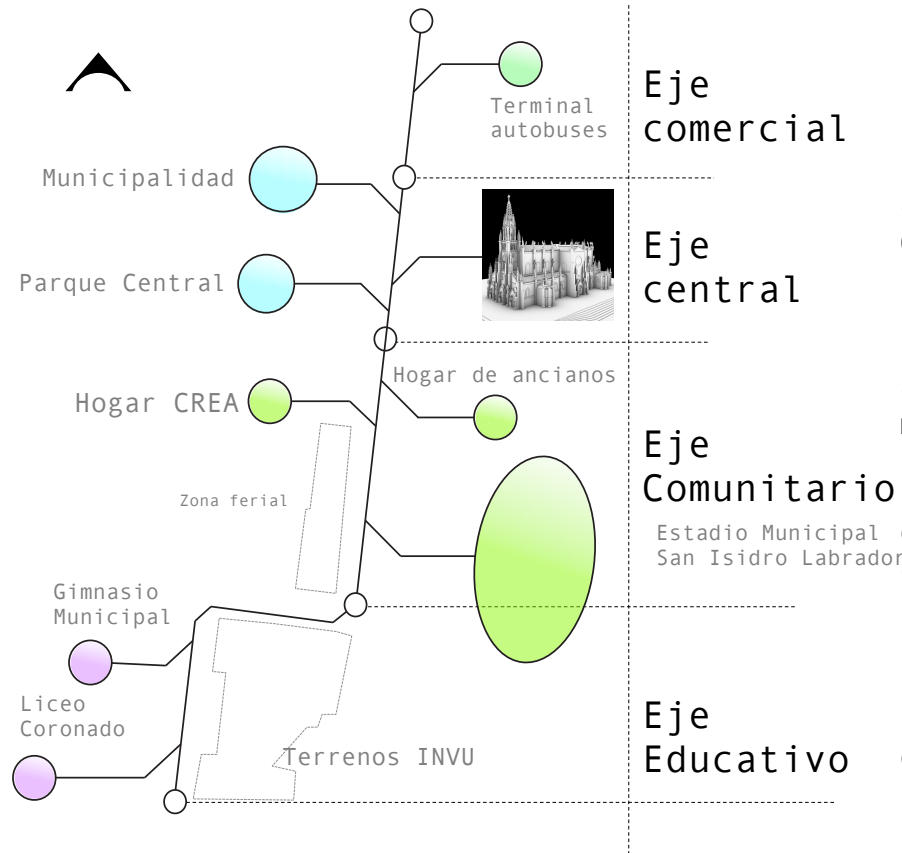 Terminal
autobuses
Eje
comercial
Municipalidad
Parque Central
Eje
central
Hogar de ancianos
Hogar CREA
Zona ferial
Eje
Comunitario
Estadio Municipal
San Isidro Labrador
Gimnasio
Municipal
Liceo
Coronado
Terrenos INVU
Eje
Educativo